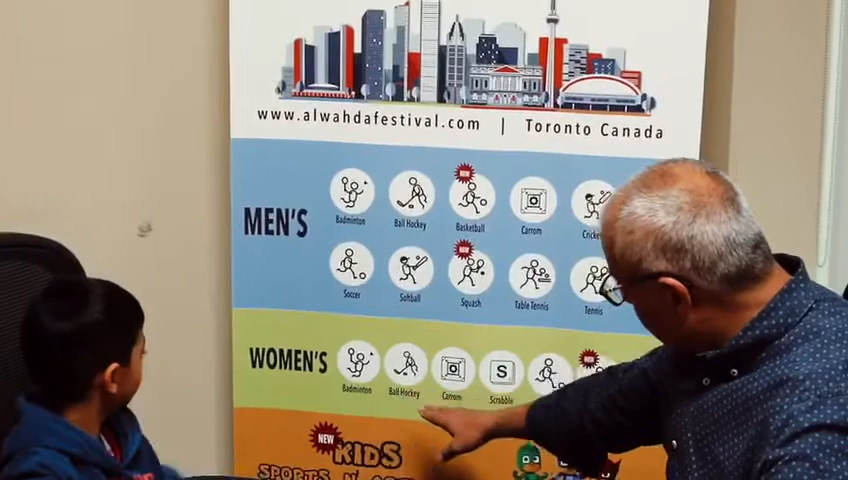 www.alwahdafestival.com | Toronto Canada
NEW
MEN'S
Badminton Ball Hockey Basketball Carrom
NEW
Soccer Softball Squash Table Tennis Tennis
NEW
WOMEN'S
S
Badminton Ball Hockey Carrom Scrabble
NEW
KIDS
SPORTS N'